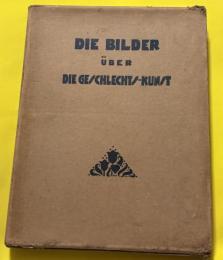 DIE BILDER
ÜBER
DIE GESCHLECHTS-KUNST